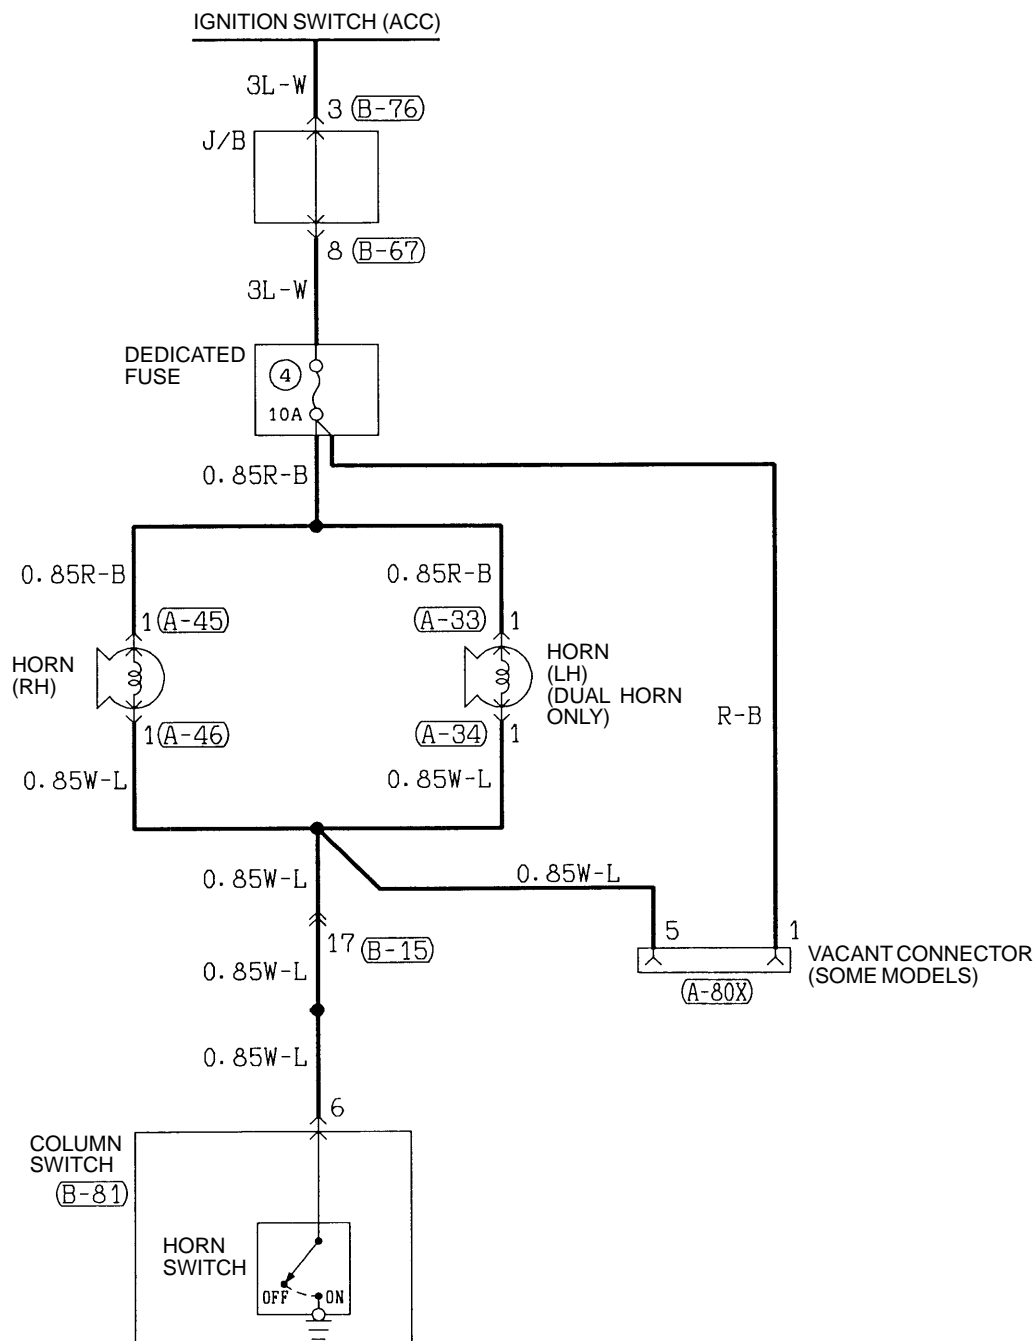 IGNITION SWITCH (ACC)
3L-W
3 B-76
J/B
8 B-67
3L-W
DEDICATED
FUSE
4
10A
0.85R-B
0.85R-B
0.85R-B
1 A-45
A-33 1
HORN
(RH)
HORN
(LH)
(DUAL HORN
ONLY)
R-B
1 A-46
A-34 1
0.85W-L
0.85W-L
0.85W-L
0.85W-L
5
1
17 B-15
VACANT CONNECTOR
(SOME MODELS)
0.85W-L
A-80X
0.85W-L
6
COLUMN
SWITCH
B-81
HORN
SWITCH
OFF
ON